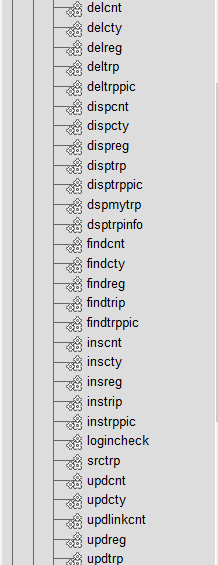 delcnt
delcty
delreg
deltrp
deltrppic
dispcnt
dispcty
dispreg
disptrp
disptrppic
dspmytrp
dsptrpinfo
findcnt
findcty
findreg
findtrip
findtrppic
inscnt
inscty
insreg
instrip
instrppic
logincheck
srctrp
updcnt
updcty
updlinkcnt
updreg
updtrp